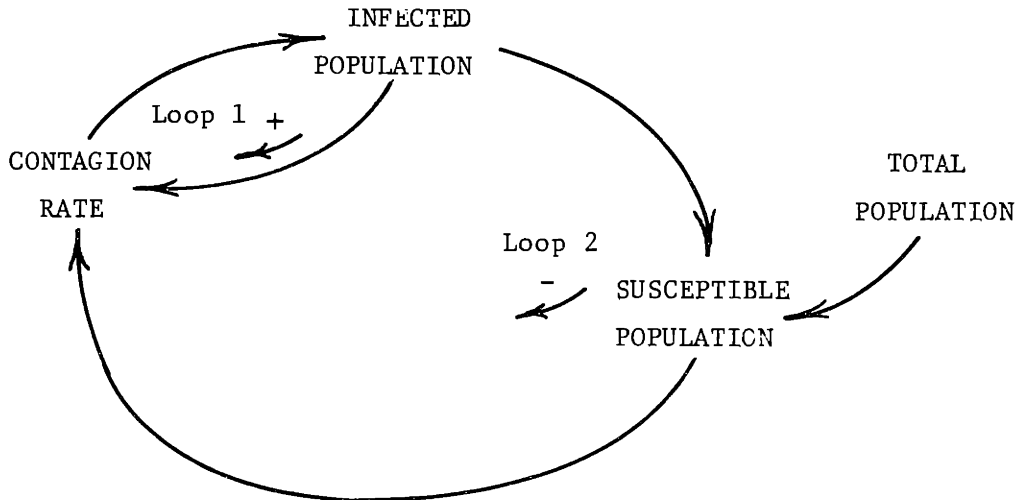 INFECTED
POPULATION
Loop 1 +
CONTAGION
RATE
TOTAL
POPULATION
Loop 2
-
SUSCEPTIBLE
POPULATION